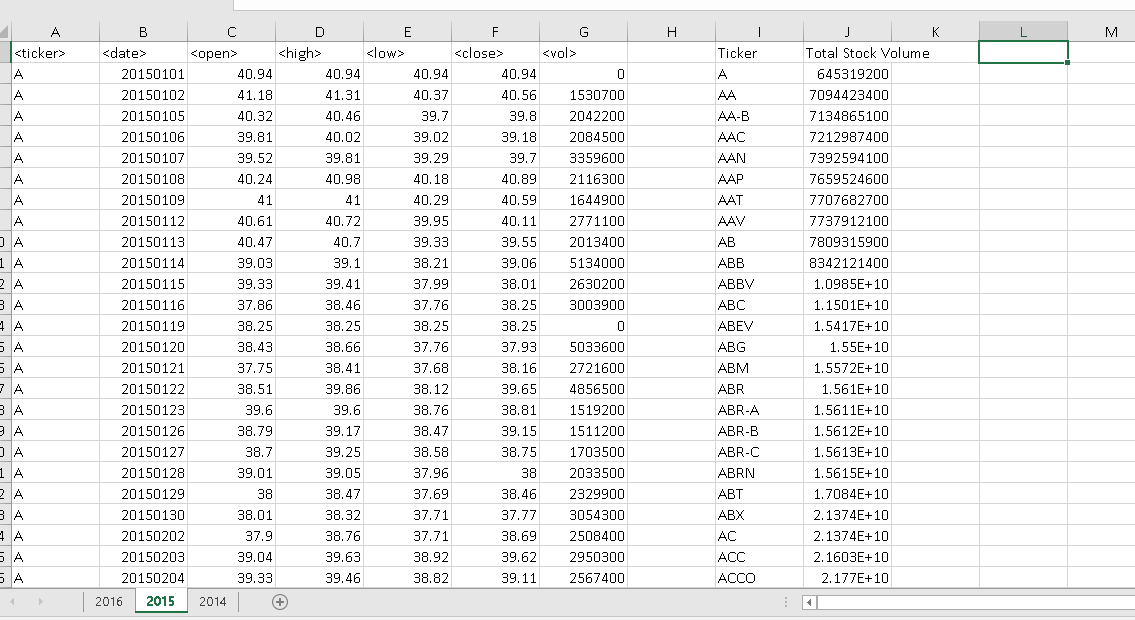 A B C D E F G H I J K L M
<ticker> <date> <open> <high> <low> <close> <vol> Ticker Total Stock Volume
A 20150101 40.94 40.94 40.94 40.94 0 A 645319200
A 20150102 41.18 41.31 40.37 40.56 1530700 AA 7094423400
A 20150105 40.32 40.46 39.7 39.8 2042200 AA-B 7134865100
A 20150106 39.81 40.02 39.02 39.18 2084500 AAC 7212987400
A 20150107 39.52 39.81 39.29 39.7 3359600 AAN 7392594100
A 20150108 40.24 40.98 40.18 40.89 2116300 AAP 7659524600
A 20150109 41 41 40.29 40.59 1644900 AAT 7707682700
A 20150112 40.61 40.72 39.95 40.11 2771100 AAV 7737912100
0 A 20150113 40.47 40.7 39.33 39.55 2013400 AB 7809315900
1 A 20150114 39.03 39.1 38.21 39.06 5134000 ABB 8342121400
2 A 20150115 39.33 39.41 37.99 38.01 2630200 ABBV 1.0985E+10
3 A 20150116 37.86 38.46 37.76 38.25 3003900 ABC 1.1501E+10
4 A 20150119 38.25 38.25 38.25 38.25 0 ABEV 1.5417E+10
5 A 20150120 38.43 38.66 37.76 37.93 5033600 ABG 1.55E+10
6 A 20150121 37.75 38.41 37.68 38.16 2721600 ABM 1.5572E+10
7 A 20150122 38.51 39.86 38.12 39.65 4856500 ABR 1.561E+10
8 A 20150123 39.6 39.6 38.76 38.81 1519200 ABR-A 1.5611E+10
9 A 20150126 38.79 39.17 38.47 39.15 1511200 ABR-B 1.5612E+10
0 A 20150127 38.7 39.25 38.58 38.75 1703500 ABR-C 1.5613E+10
1 A 20150128 39.01 39.05 37.96 38 2033500 ABRN 1.5615E+10
2 A 20150129 38 38.47 37.69 38.46 2329900 ABT 1.7084E+10
3 A 20150130 38.01 38.32 37.71 37.77 3054300 ABX 2.1374E+10
4 A 20150202 37.9 38.76 37.71 38.69 2508400 AC 2.1374E+10
5 A 20150203 39.04 39.63 38.92 39.62 2950300 ACC 2.1603E+10
6 A 20150204 39.33 39.46 38.82 39.11 2567400 ACCO 2.177E+10
2016 2015 2014